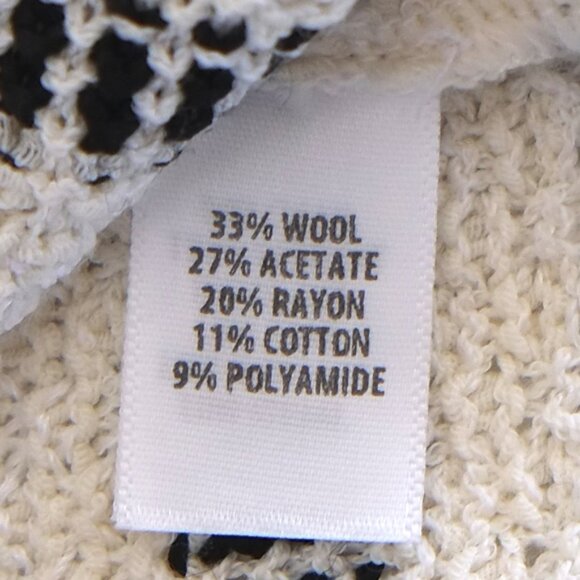 33% WOOL
27% ACETATE
20% RAYON
11% COTTON
9% POLYAMIDE